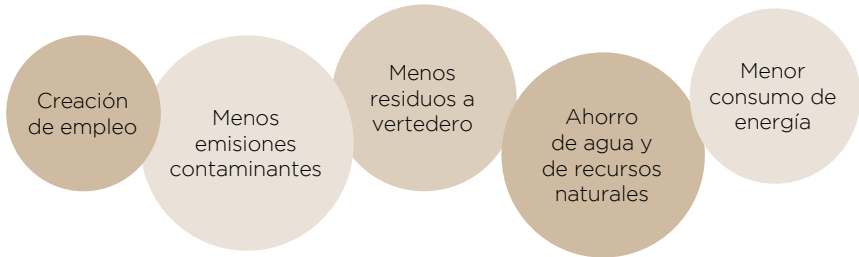 Creación
de empleo
Menos
emisiones
contaminantes
Menos
residuos a
vertedero
Ahorro
de agua y
de recursos
naturales
Menor
consumo de
energía